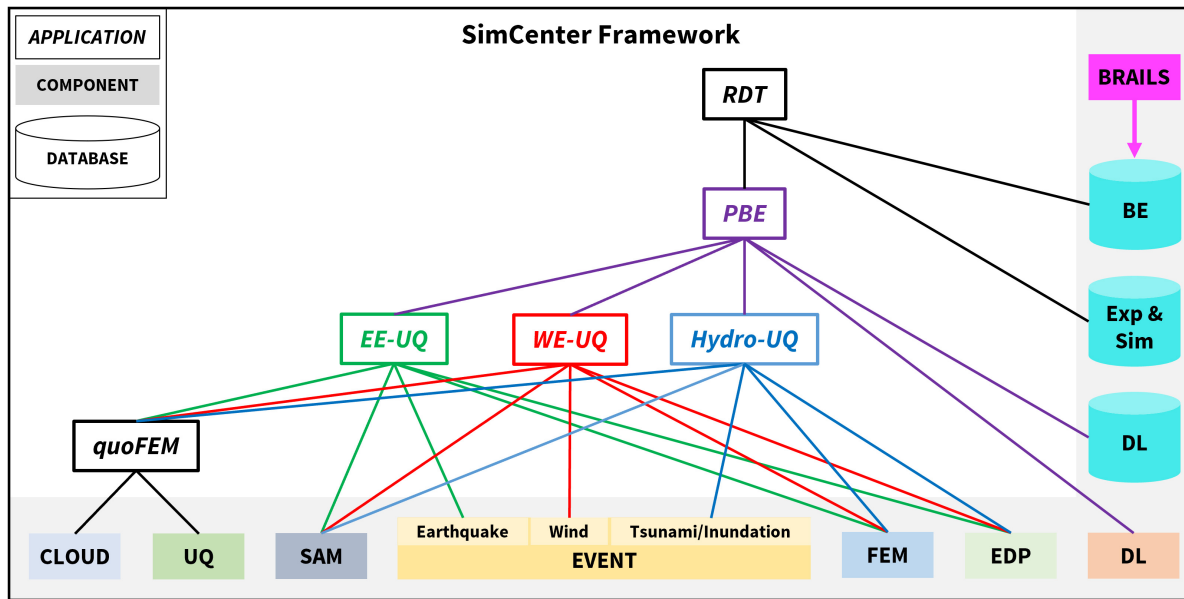 SimCenter Framework
APPLICATION
COMPONENT
DATABASE
RDT
BRAILS
PBE
BE
EE-UQ
WE-UQ
Hydro-UQ
Exp &
Sim
quoFEM
DL
CLOUD
UQ
SAM
Earthquake
Wind
Tsunami/Inundation
EVENT
FEM
EDP
DL